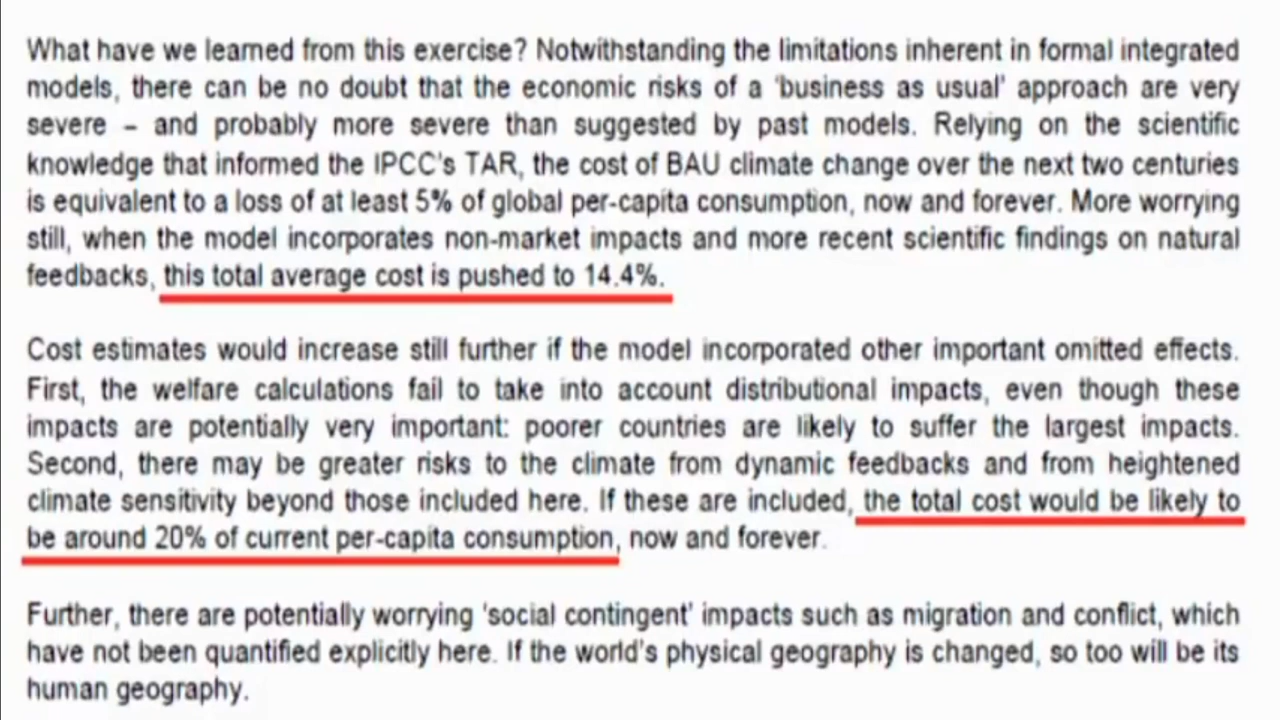 What have we learned from this exercise? Notwithstanding the limitations inherent in formal integrated
models, there can be no doubt that the economic risks of a 'business as usual' approach are very
severe – and probably more severe than suggested by past models. Relying on the scientific
knowledge that informed the IPCC's TAR, the cost of BAU climate change over the next two centuries
is equivalent to a loss of at least 5% of global per-capita consumption, now and forever. More worrying
still, when the model incorporates non-market impacts and more recent scientific findings on natural
feedbacks, this total average cost is pushed to 14.4%.
Cost estimates would increase still further if the model incorporated other important omitted effects.
First, the welfare calculations fail to take into account distributional impacts, even though these
impacts are potentially very important: poorer countries are likely to suffer the largest impacts.
Second, there may be greater risks to the climate from dynamic feedbacks and from heightened
climate sensitivity beyond those included here. If these are included, the total cost would be likely to
be around 20% of current per-capita consumption, now and forever.
Further, there are potentially worrying 'social contingent' impacts such as migration and conflict, which
have not been quantified explicitly here. If the world's physical geography is changed, so too will be its
human geography.